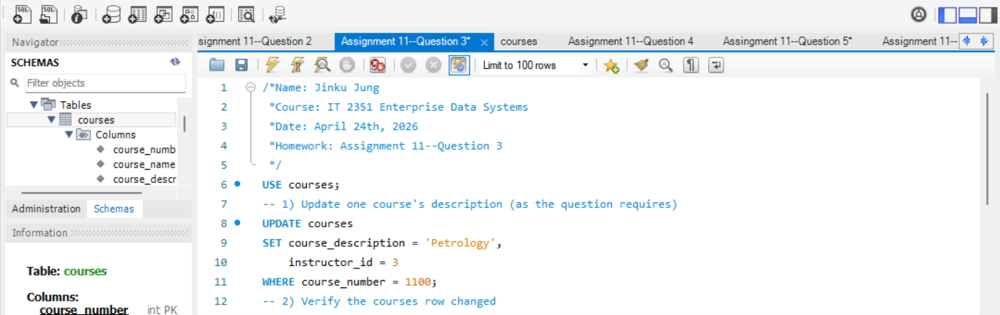 SQL
SQL
Navigator
SCHEMAS
Filter objects
Tables
courses
Columns
course_numb
course_name
course_descr
Administration Schemas
Information
Table: courses
Columns:
course_number int PK
signment 11--Question 2 Assignment 11--Question 3* courses Assignment 11--Question 4 Assingment 11--Question 5* Assignment 11--
Limit to 100 rows
1 /*Name: Jinku Jung
2 *Course: IT 2351 Enterprise Data Systems
3 *Date: April 24th, 2026
4 *Homework: Assignment 11--Question 3
5 */
6 USE courses;
7 -- 1) Update one course's description (as the question requires)
8 UPDATE courses
9 SET course_description = 'Petrology',
10 instructor_id = 3
11 WHERE course_number = 1100;
12 -- 2) Verify the courses row changed